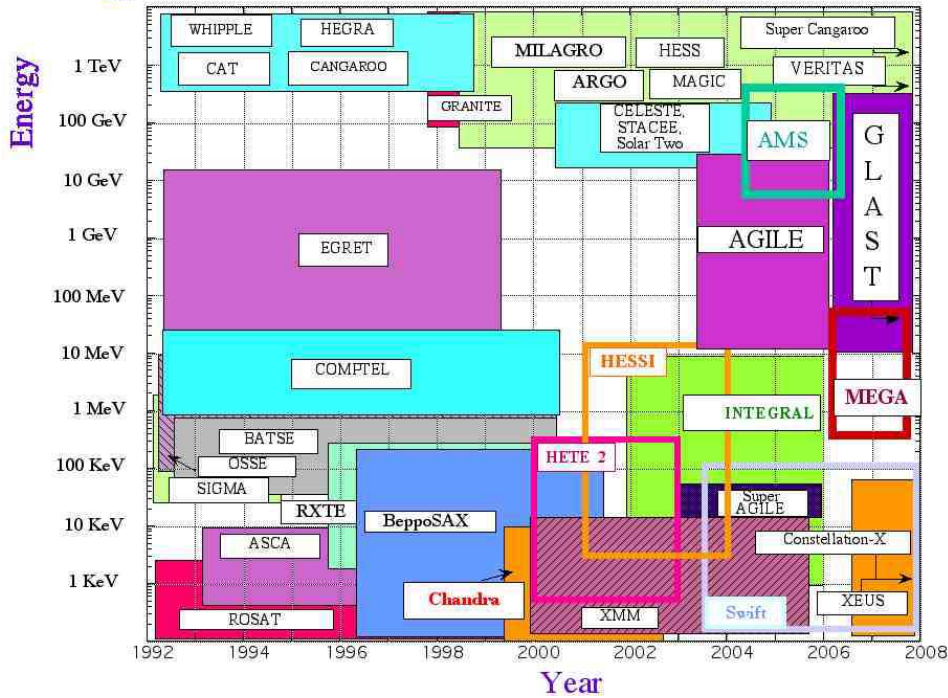 Energy
1 TeV
100 GeV
10 GeV
1 GeV
100 MeV
10 MeV
1 MeV
100 KeV
10 KeV
1 KeV
WHIPPLE
HEGRA
CAT
CANGAROO
GRANITE
MILAGRO
HESS
Super Cangaroo
ARGO
MAGIC
VERITAS
CELESTE,
STACEE,
Solar Two
AMS
GLAST
EGRET
AGILE
COMPTEL
HESSI
MEGA
INTEGRAL
BATSE
OSSE
SIGMA
RXTE
HETE 2
BeppoSAX
Super
AGILE
Constellation-X
ASCA
Chandra
XEUS
ROSAT
XMM
Swift
1992
1994
1996
1998
2000
2002
2004
2006
2008
Year